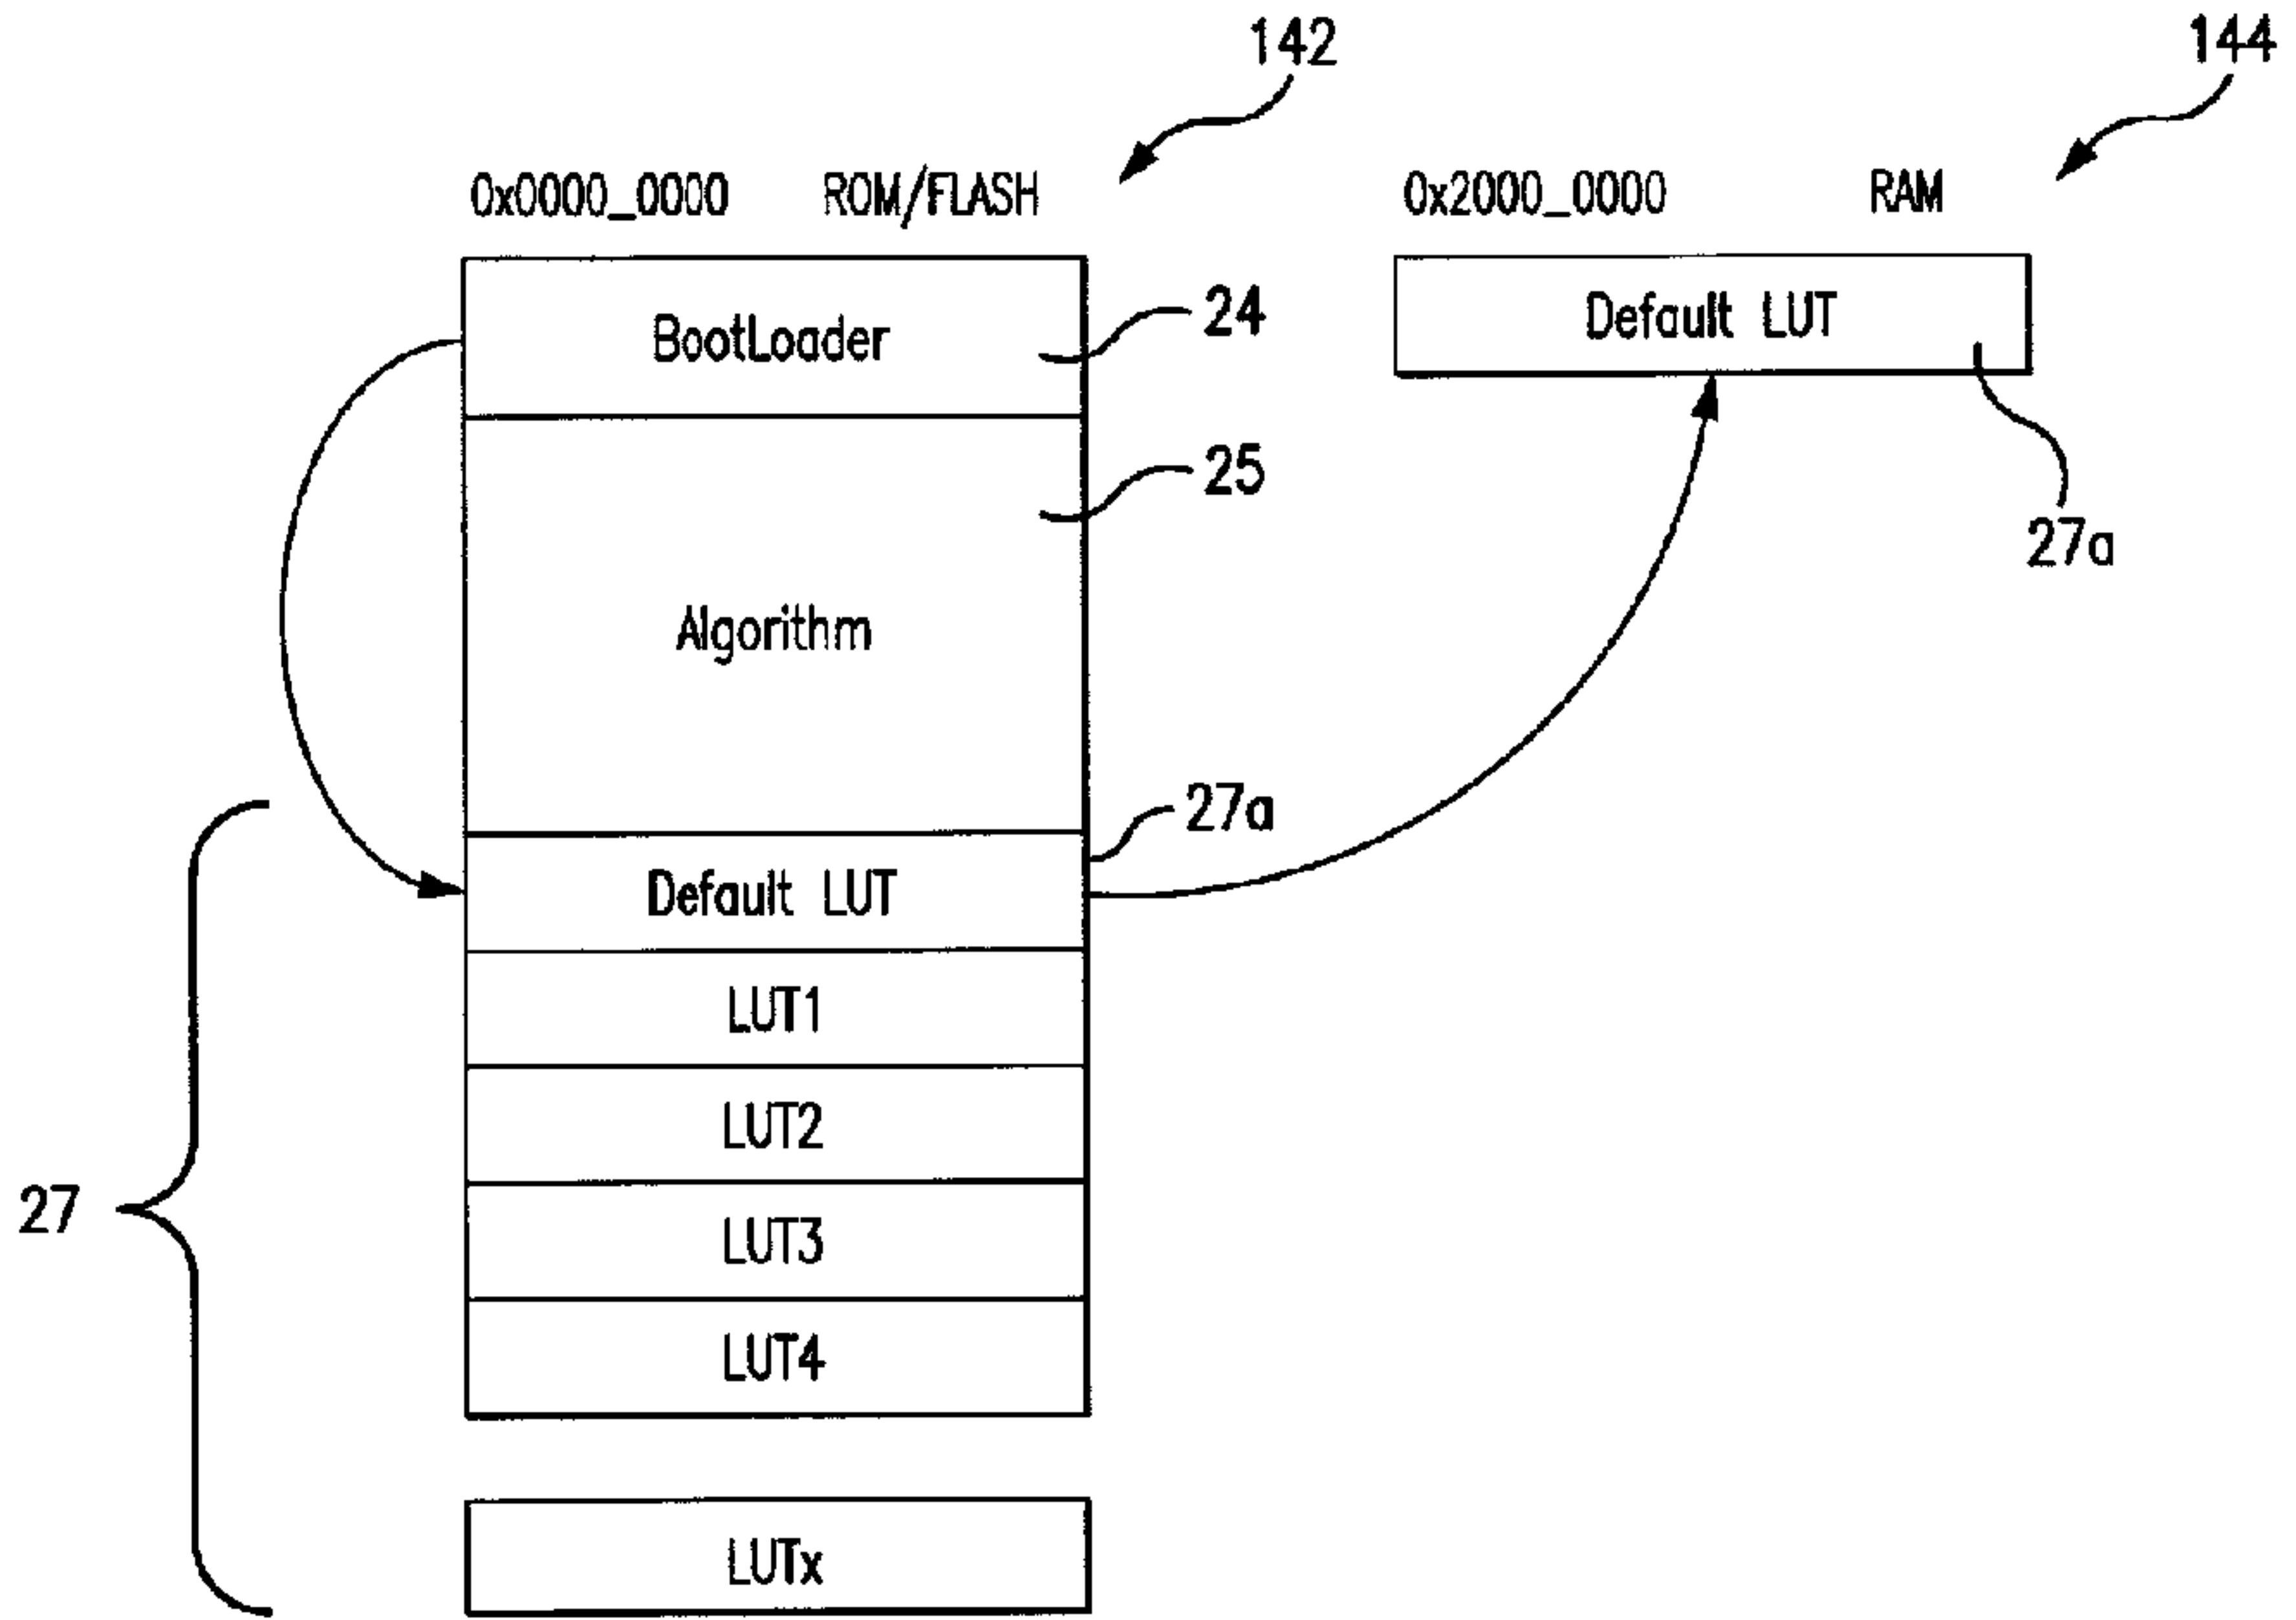 142
144
0x0000_0000 ROM/FLASH
0x2000_0000 RAM
BootLoader
24
Default LUT
27a
25
Algorithm
27a
Default LUT
LUT1
LUT2
27
LUT3
LUT4
LUTx